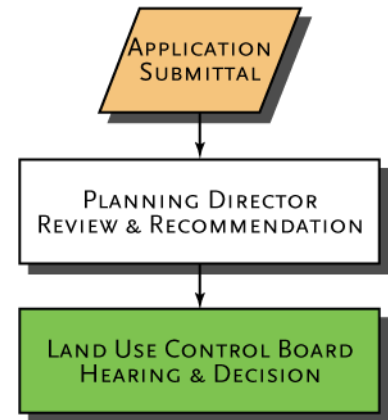 APPLICATION
SUBMITTAL
PLANNING DIRECTOR
REVIEW & RECOMMENDATION
LAND USE CONTROL BOARD
HEARING & DECISION